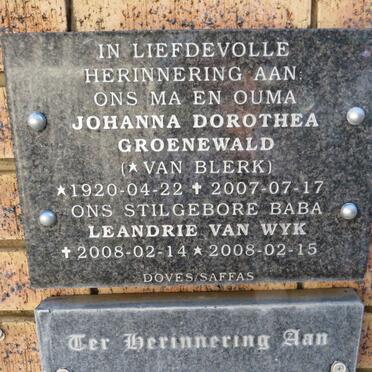 IN LIEFDEVOLLE
HERINNERING AAN:
ONS MA EN OUMA
JOHANNA DOROTHEA
GROENEWALD
(★ VAN BLERK)
★1920-04-22 ✝ 2007-07-17
ONS STILGEBORE BABA
LEANDRIE VAN WYK
✝2008-02-14 ★ 2008-02-15
DOVES/SAFFAS
Ter Herinnering Aan